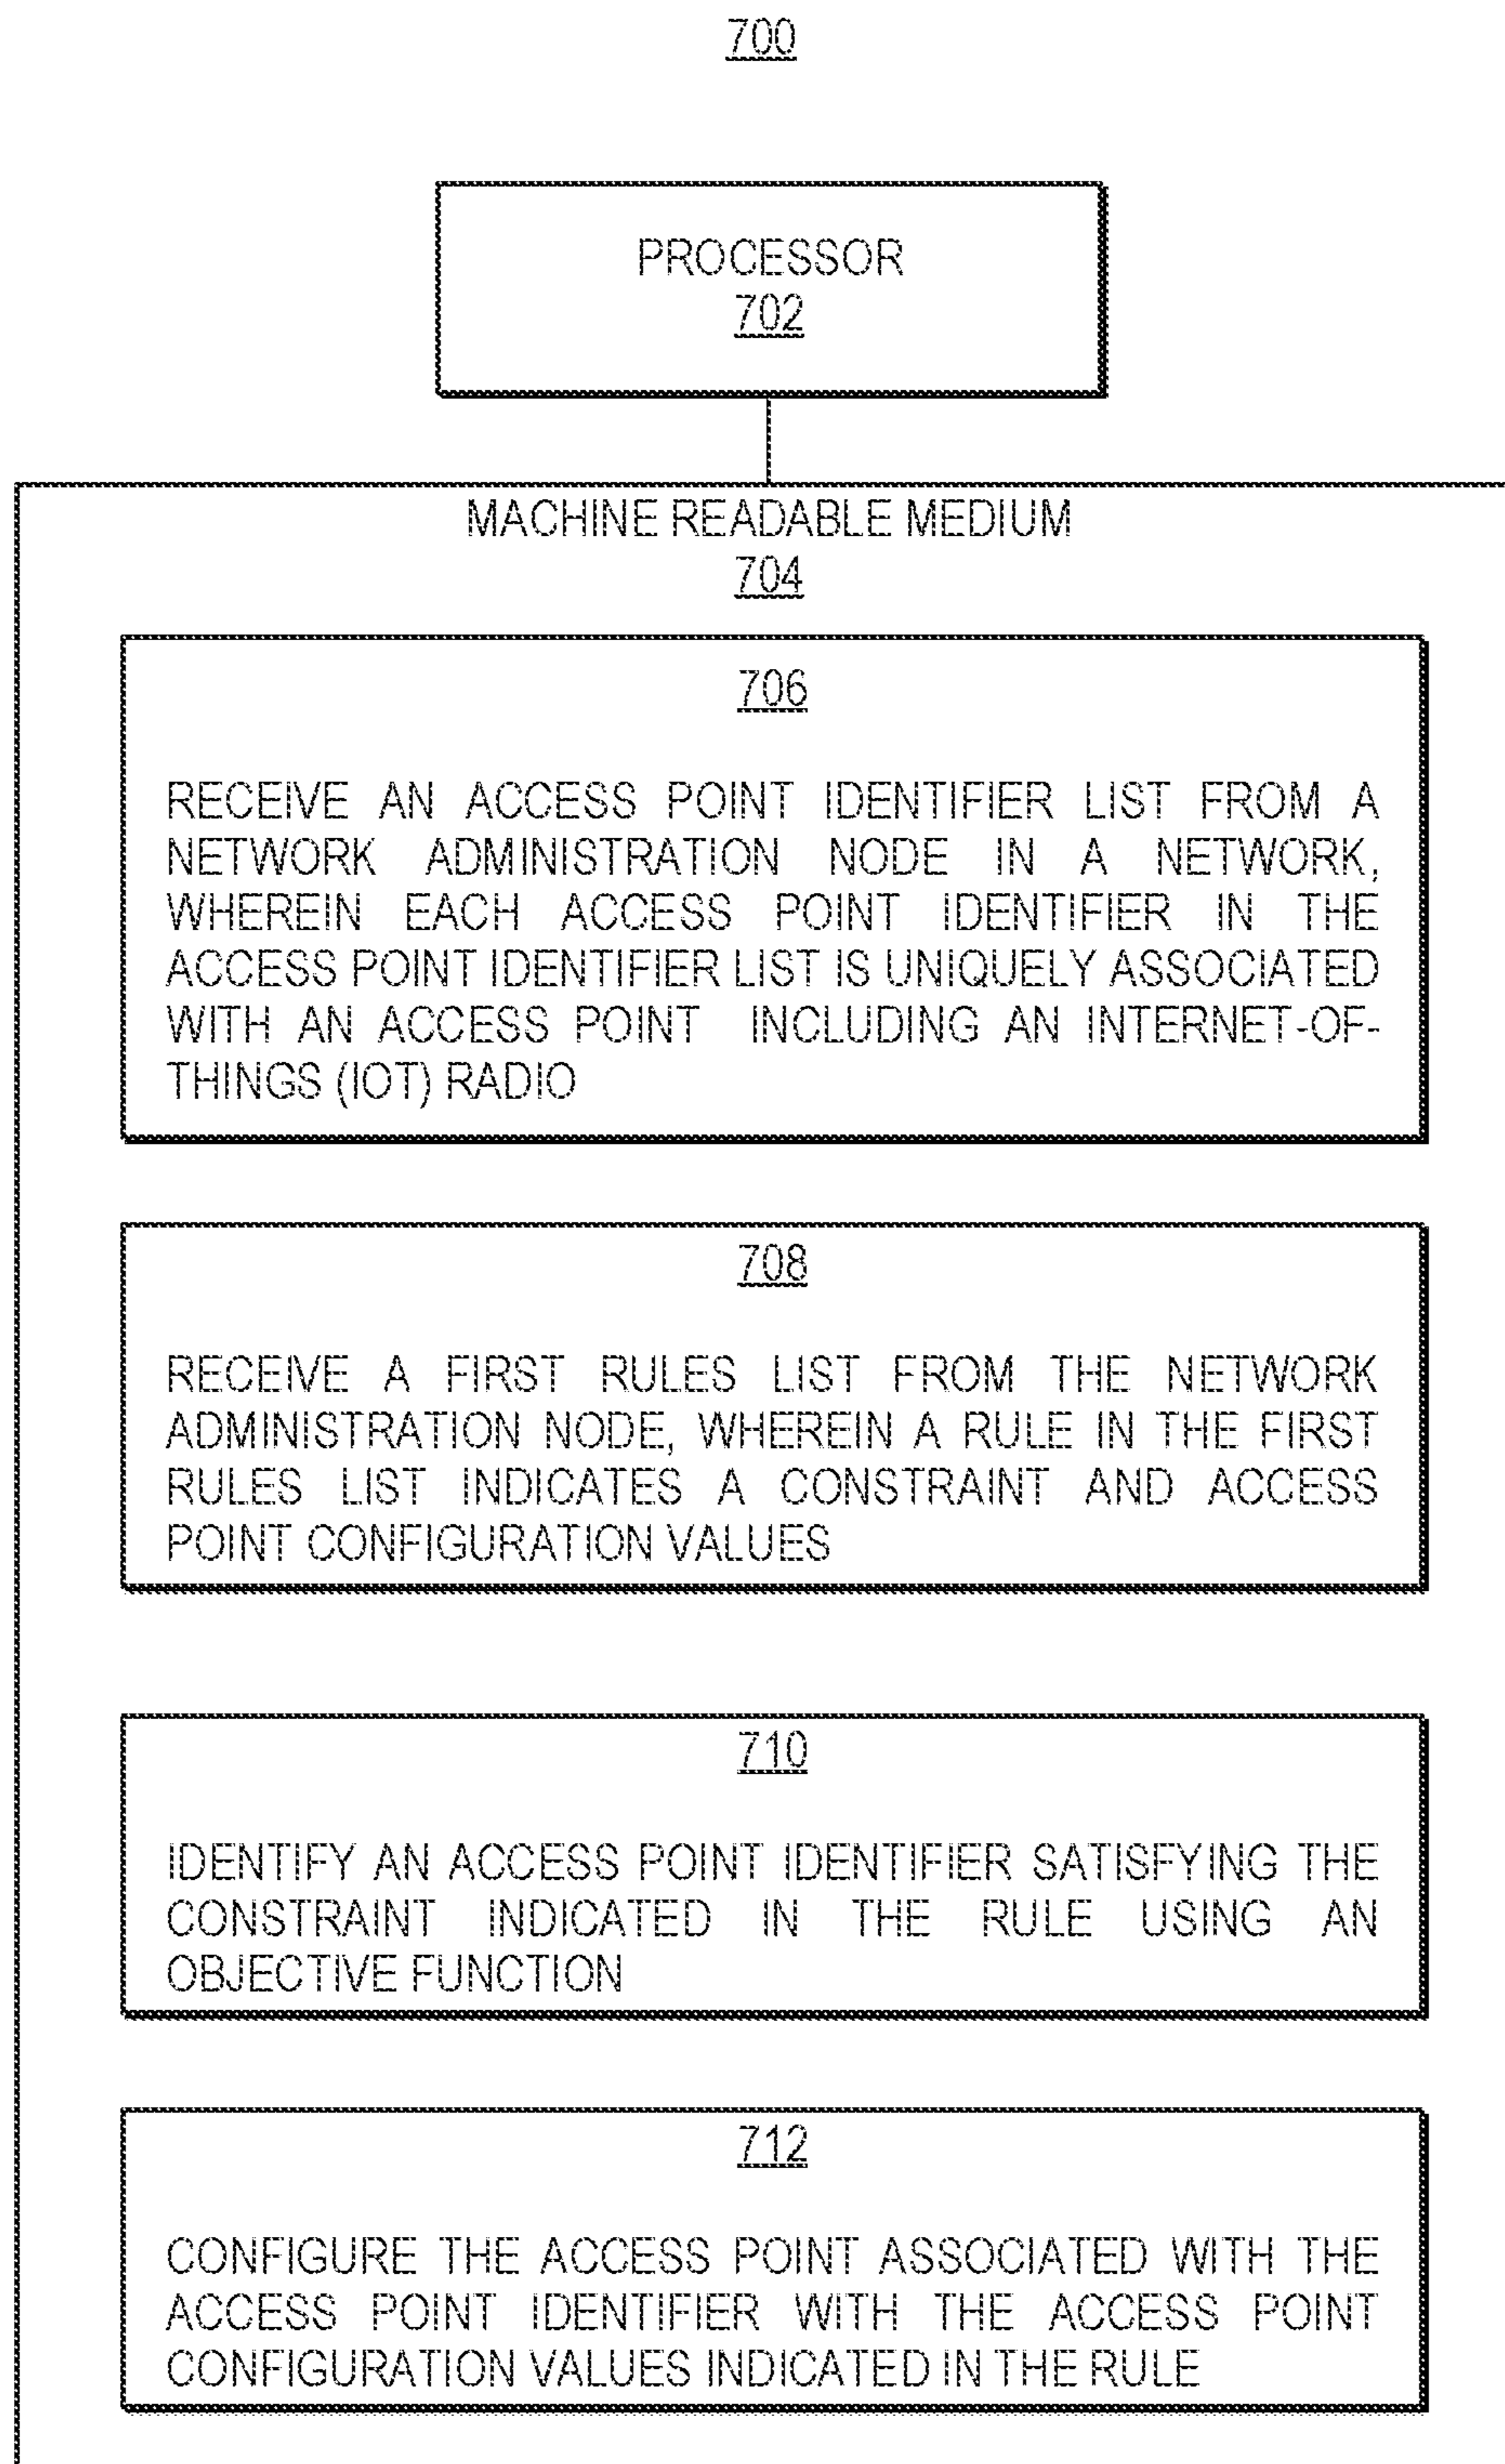 700
PROCESSOR
702
MACHINE READABLE MEDIUM
704
706
RECEIVE AN ACCESS POINT IDENTIFIER LIST FROM A
NETWORK ADMINISTRATION NODE IN A NETWORK,
WHEREIN EACH ACCESS POINT IDENTIFIER IN THE
ACCESS POINT IDENTIFIER LIST IS UNIQUELY ASSOCIATED
WITH AN ACCESS POINT INCLUDING AN INTERNET-OF-
THINGS (IOT) RADIO
708
RECEIVE A FIRST RULES LIST FROM THE NETWORK
ADMINISTRATION NODE, WHEREIN A RULE IN THE FIRST
RULES LIST INDICATES A CONSTRAINT AND ACCESS
POINT CONFIGURATION VALUES
710
IDENTIFY AN ACCESS POINT IDENTIFIER SATISFYING THE
CONSTRAINT INDICATED IN THE RULE USING AN
OBJECTIVE FUNCTION
712
CONFIGURE THE ACCESS POINT ASSOCIATED WITH THE
ACCESS POINT IDENTIFIER WITH THE ACCESS POINT
CONFIGURATION VALUES INDICATED IN THE RULE